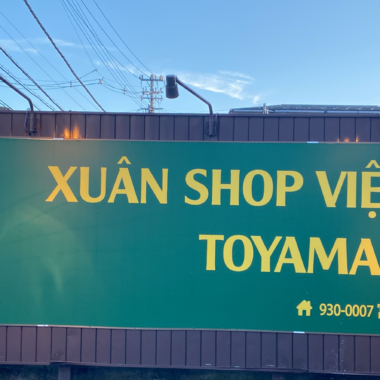 XUÂN SHOP VIỆ
TOYAMA
930-0007